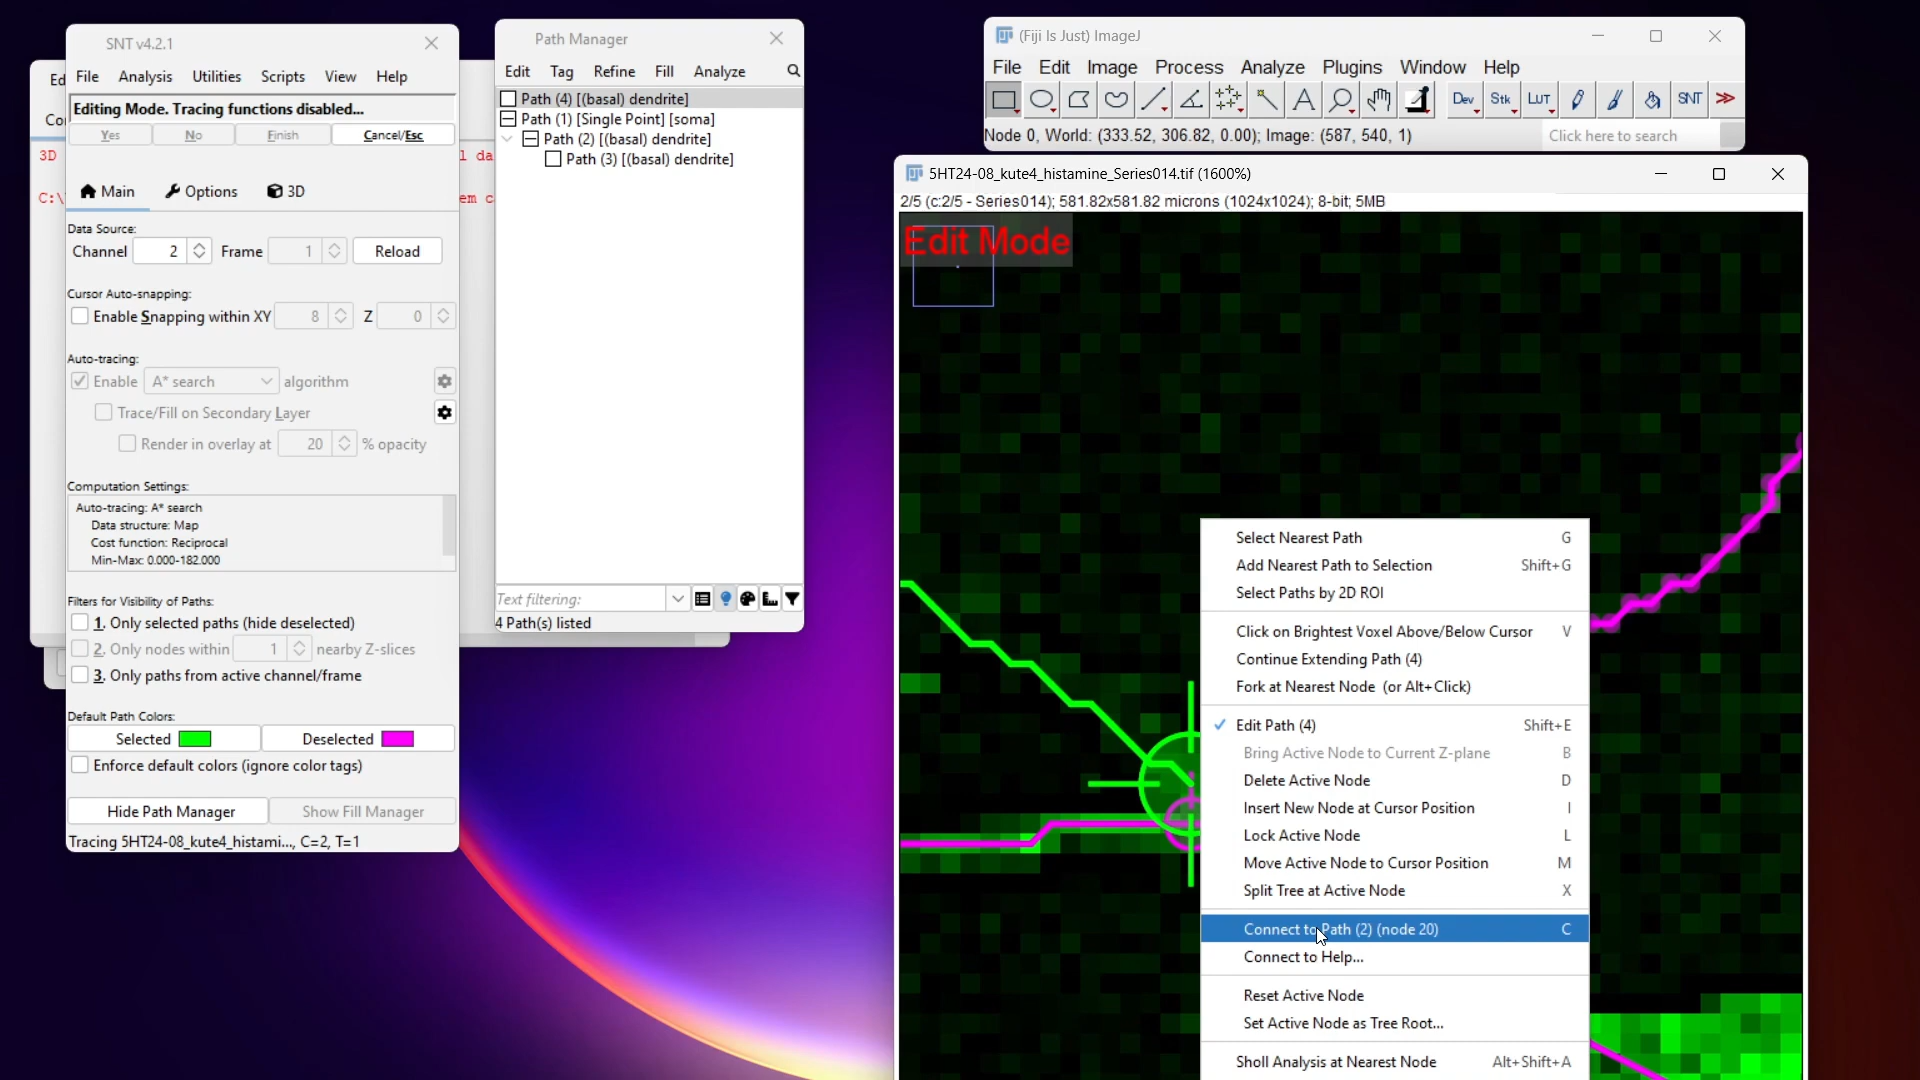 SNT v4.2.1
File Analysis Utilities Scripts View Help
Editing Mode. Tracing functions disabled...
Yes No Finish Cancel/Esc
Main Options 3D
Data Source:
Channel 2 Frame 1 Reload
Cursor Auto-snapping:
Enable Snapping within XY 8 Z 0
Auto-tracing:
Enable A* search algorithm
Trace/Fill on Secondary Layer
Render in overlay at 20 % opacity
Computation Settings:
Auto-tracing: A* search
Data structure: Map
Cost function: Reciprocal
Min-Max: 0.000-182.000
Filters for Visibility of Paths:
1. Only selected paths (hide deselected)
2. Only nodes within 1 nearby Z-slices
3. Only paths from active channel/frame
Default Path Colors:
Selected Deselected
Enforce default colors (ignore color tags)
Hide Path Manager Show Fill Manager
Tracing 5HT24-08_kute4_histami..., C=2, T=1
Ed
Co
3D
C:\
l da
em c
Path Manager
Edit Tag Refine Fill Analyze
Path (4) [(basal) dendrite]
Path (1) [Single Point] [soma]
Path (2) [(basal) dendrite]
Path (3) [(basal) dendrite]
Text filtering:
4 Path(s) listed
(Fiji Is Just) ImageJ
File Edit Image Process Analyze Plugins Window Help
A Dev Stk LUT SNT
Node 0, World: (333.52, 306.82, 0.00); Image: (587, 540, 1) Click here to search
5HT24-08_kute4_histamine_Series014.tif (1600%)
2/5 (c:2/5 - Series014); 581.82x581.82 microns (1024x1024); 8-bit; 5MB
Edit Mode
Select Nearest Path G
Add Nearest Path to Selection Shift+G
Select Paths by 2D ROI
Click on Brightest Voxel Above/Below Cursor V
Continue Extending Path (4)
Fork at Nearest Node (or Alt+Click)
Edit Path (4) Shift+E
Bring Active Node to Current Z-plane B
Delete Active Node D
Insert New Node at Cursor Position I
Lock Active Node L
Move Active Node to Cursor Position M
Split Tree at Active Node X
Connect to Path (2) (node 20) C
Connect to Help...
Reset Active Node
Set Active Node as Tree Root...
Sholl Analysis at Nearest Node Alt+Shift+A